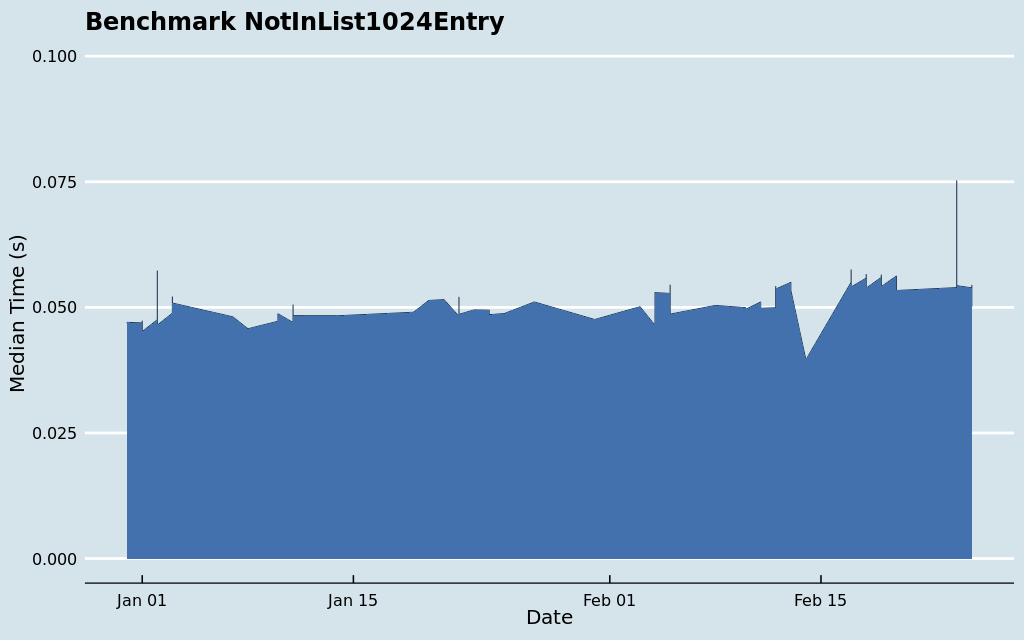 Benchmark NotInList1024Entry
0.100
0.075
0.050
0.025
0.000
Median Time (s)
Jan 01
Jan 15
Feb 01
Feb 15
Date